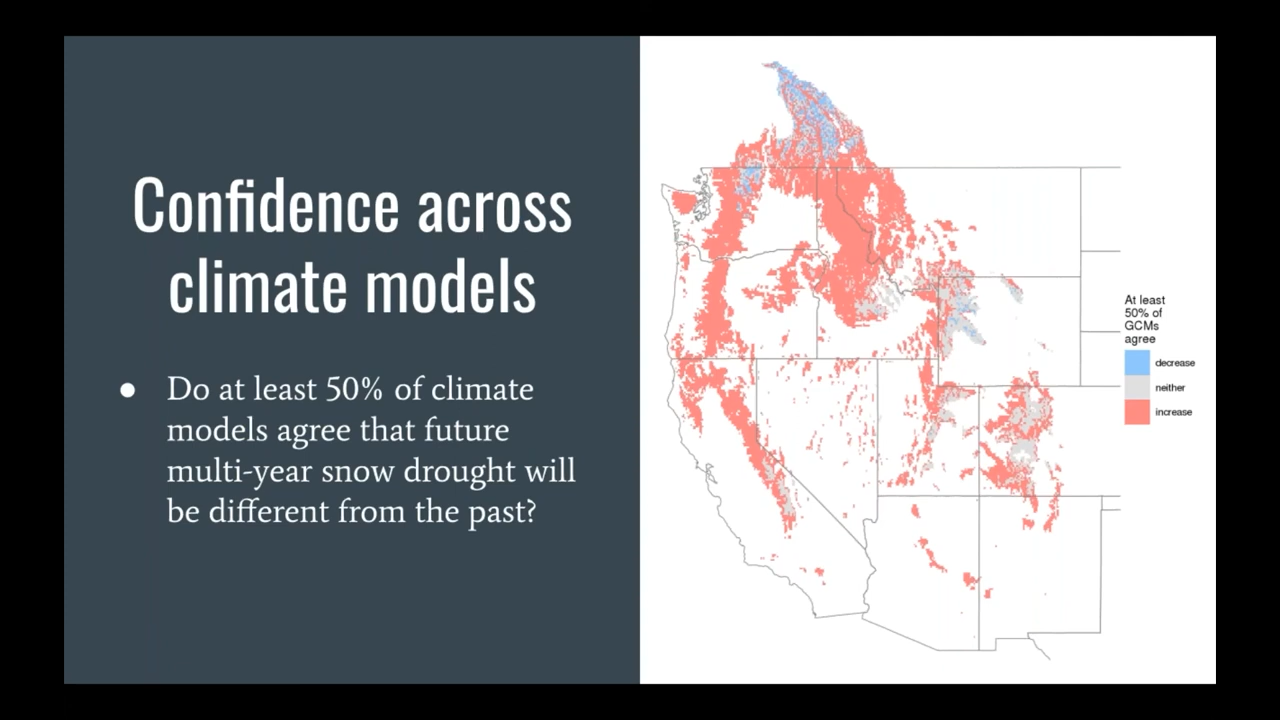 Confidence across
climate models
● Do at least 50% of climate
models agree that future
multi-year snow drought will
be different from the past?
At least
50% of
GCMs
agree
decrease
neither
increase